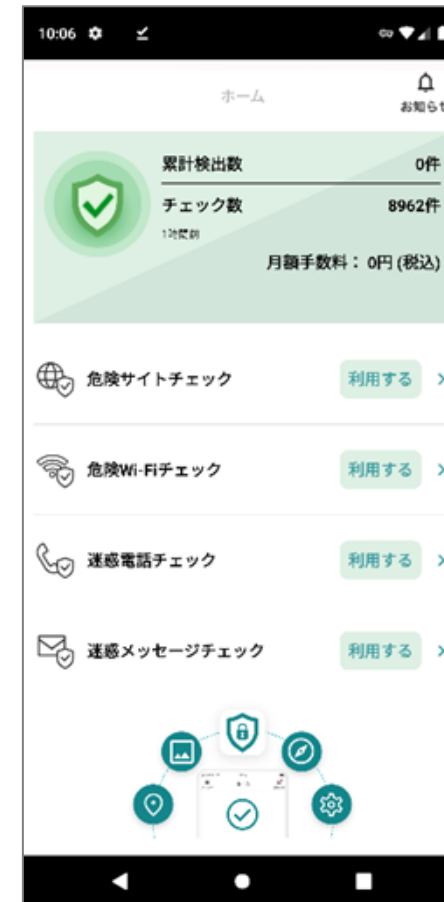 10:06
ホーム
お知らせ
累計検出数 0件
チェック数 8962件
1時間前
月額手数料： 0円 (税込)
危険サイトチェック 利用する
危険Wi-Fiチェック 利用する
迷惑電話チェック 利用する
迷惑メッセージチェック 利用する